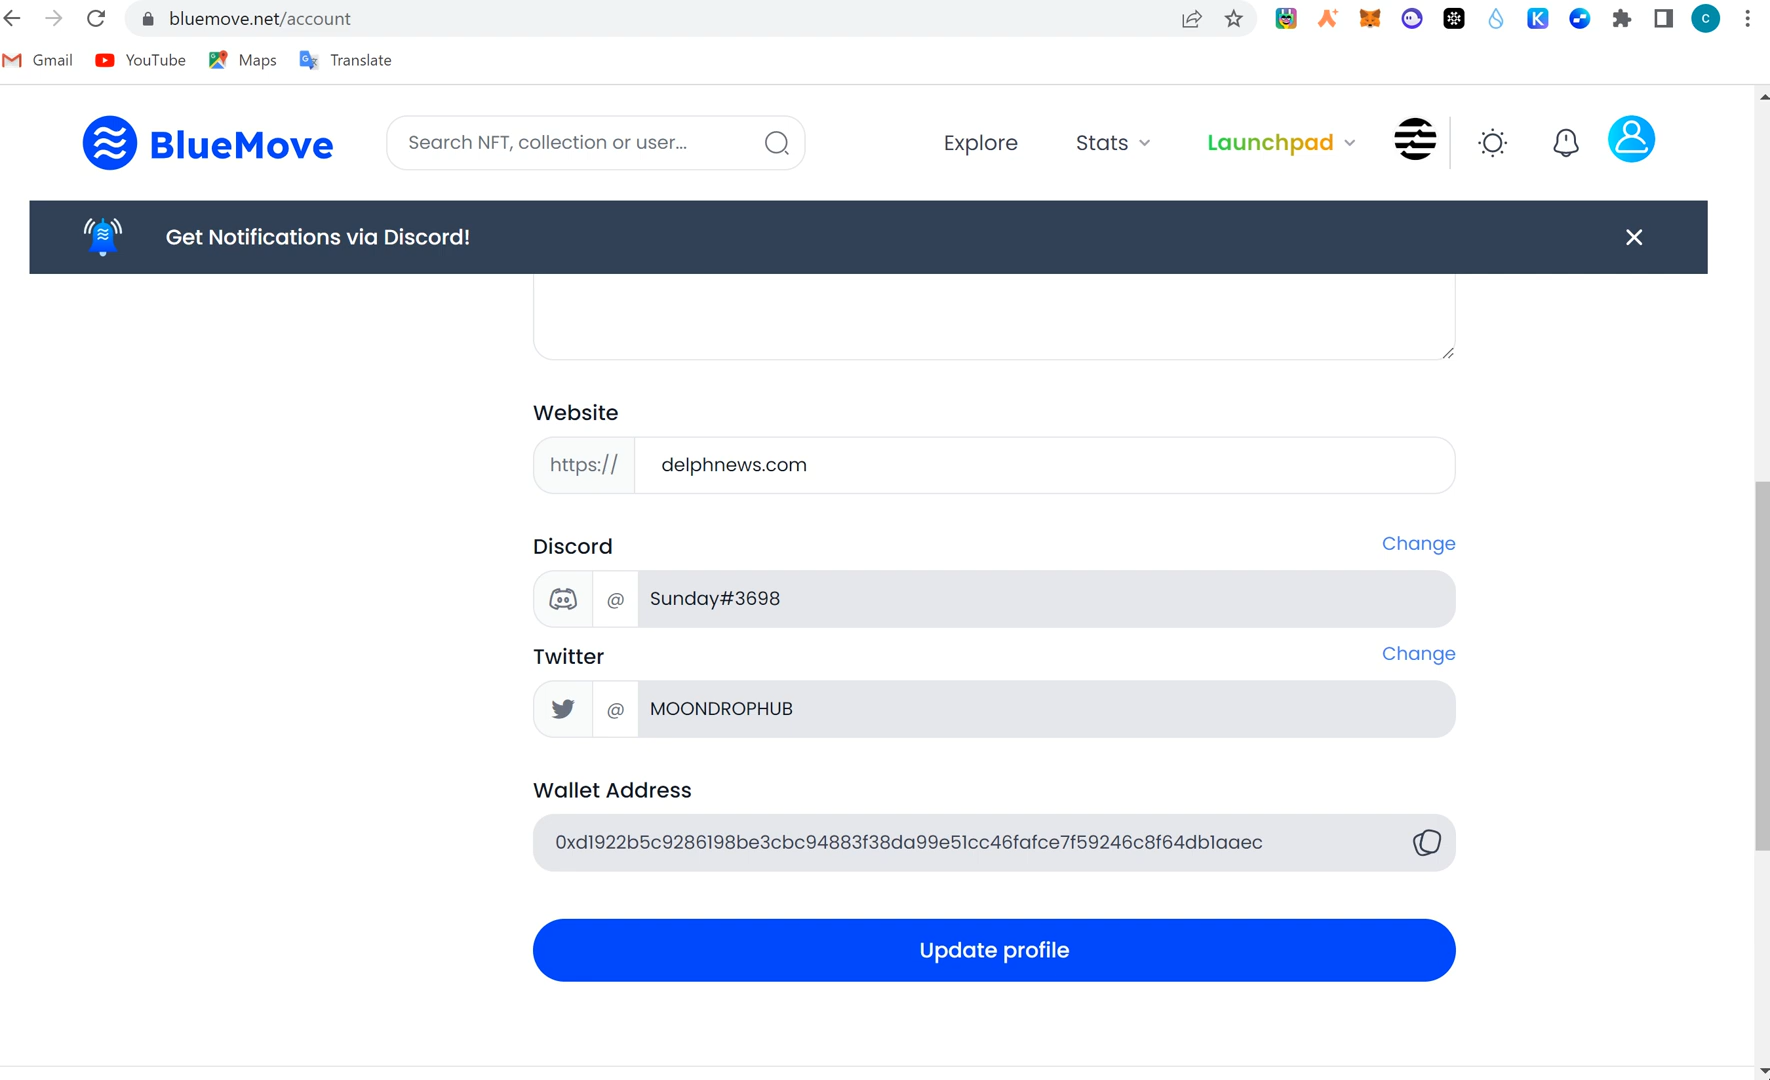 bluemove.net/account
C
Gmail YouTube Maps Translate
BlueMove Search NFT, collection or user... Explore Stats Launchpad
Get Notifications via Discord!
Website
https:// delphnews.com
Discord Change
@ Sunday#3698
Twitter Change
@ MOONDROPHUB
Wallet Address
0xd1922b5c9286198be3cbc94883f38da99e51cc46fafce7f59246c8f64db1aaec
Update profile